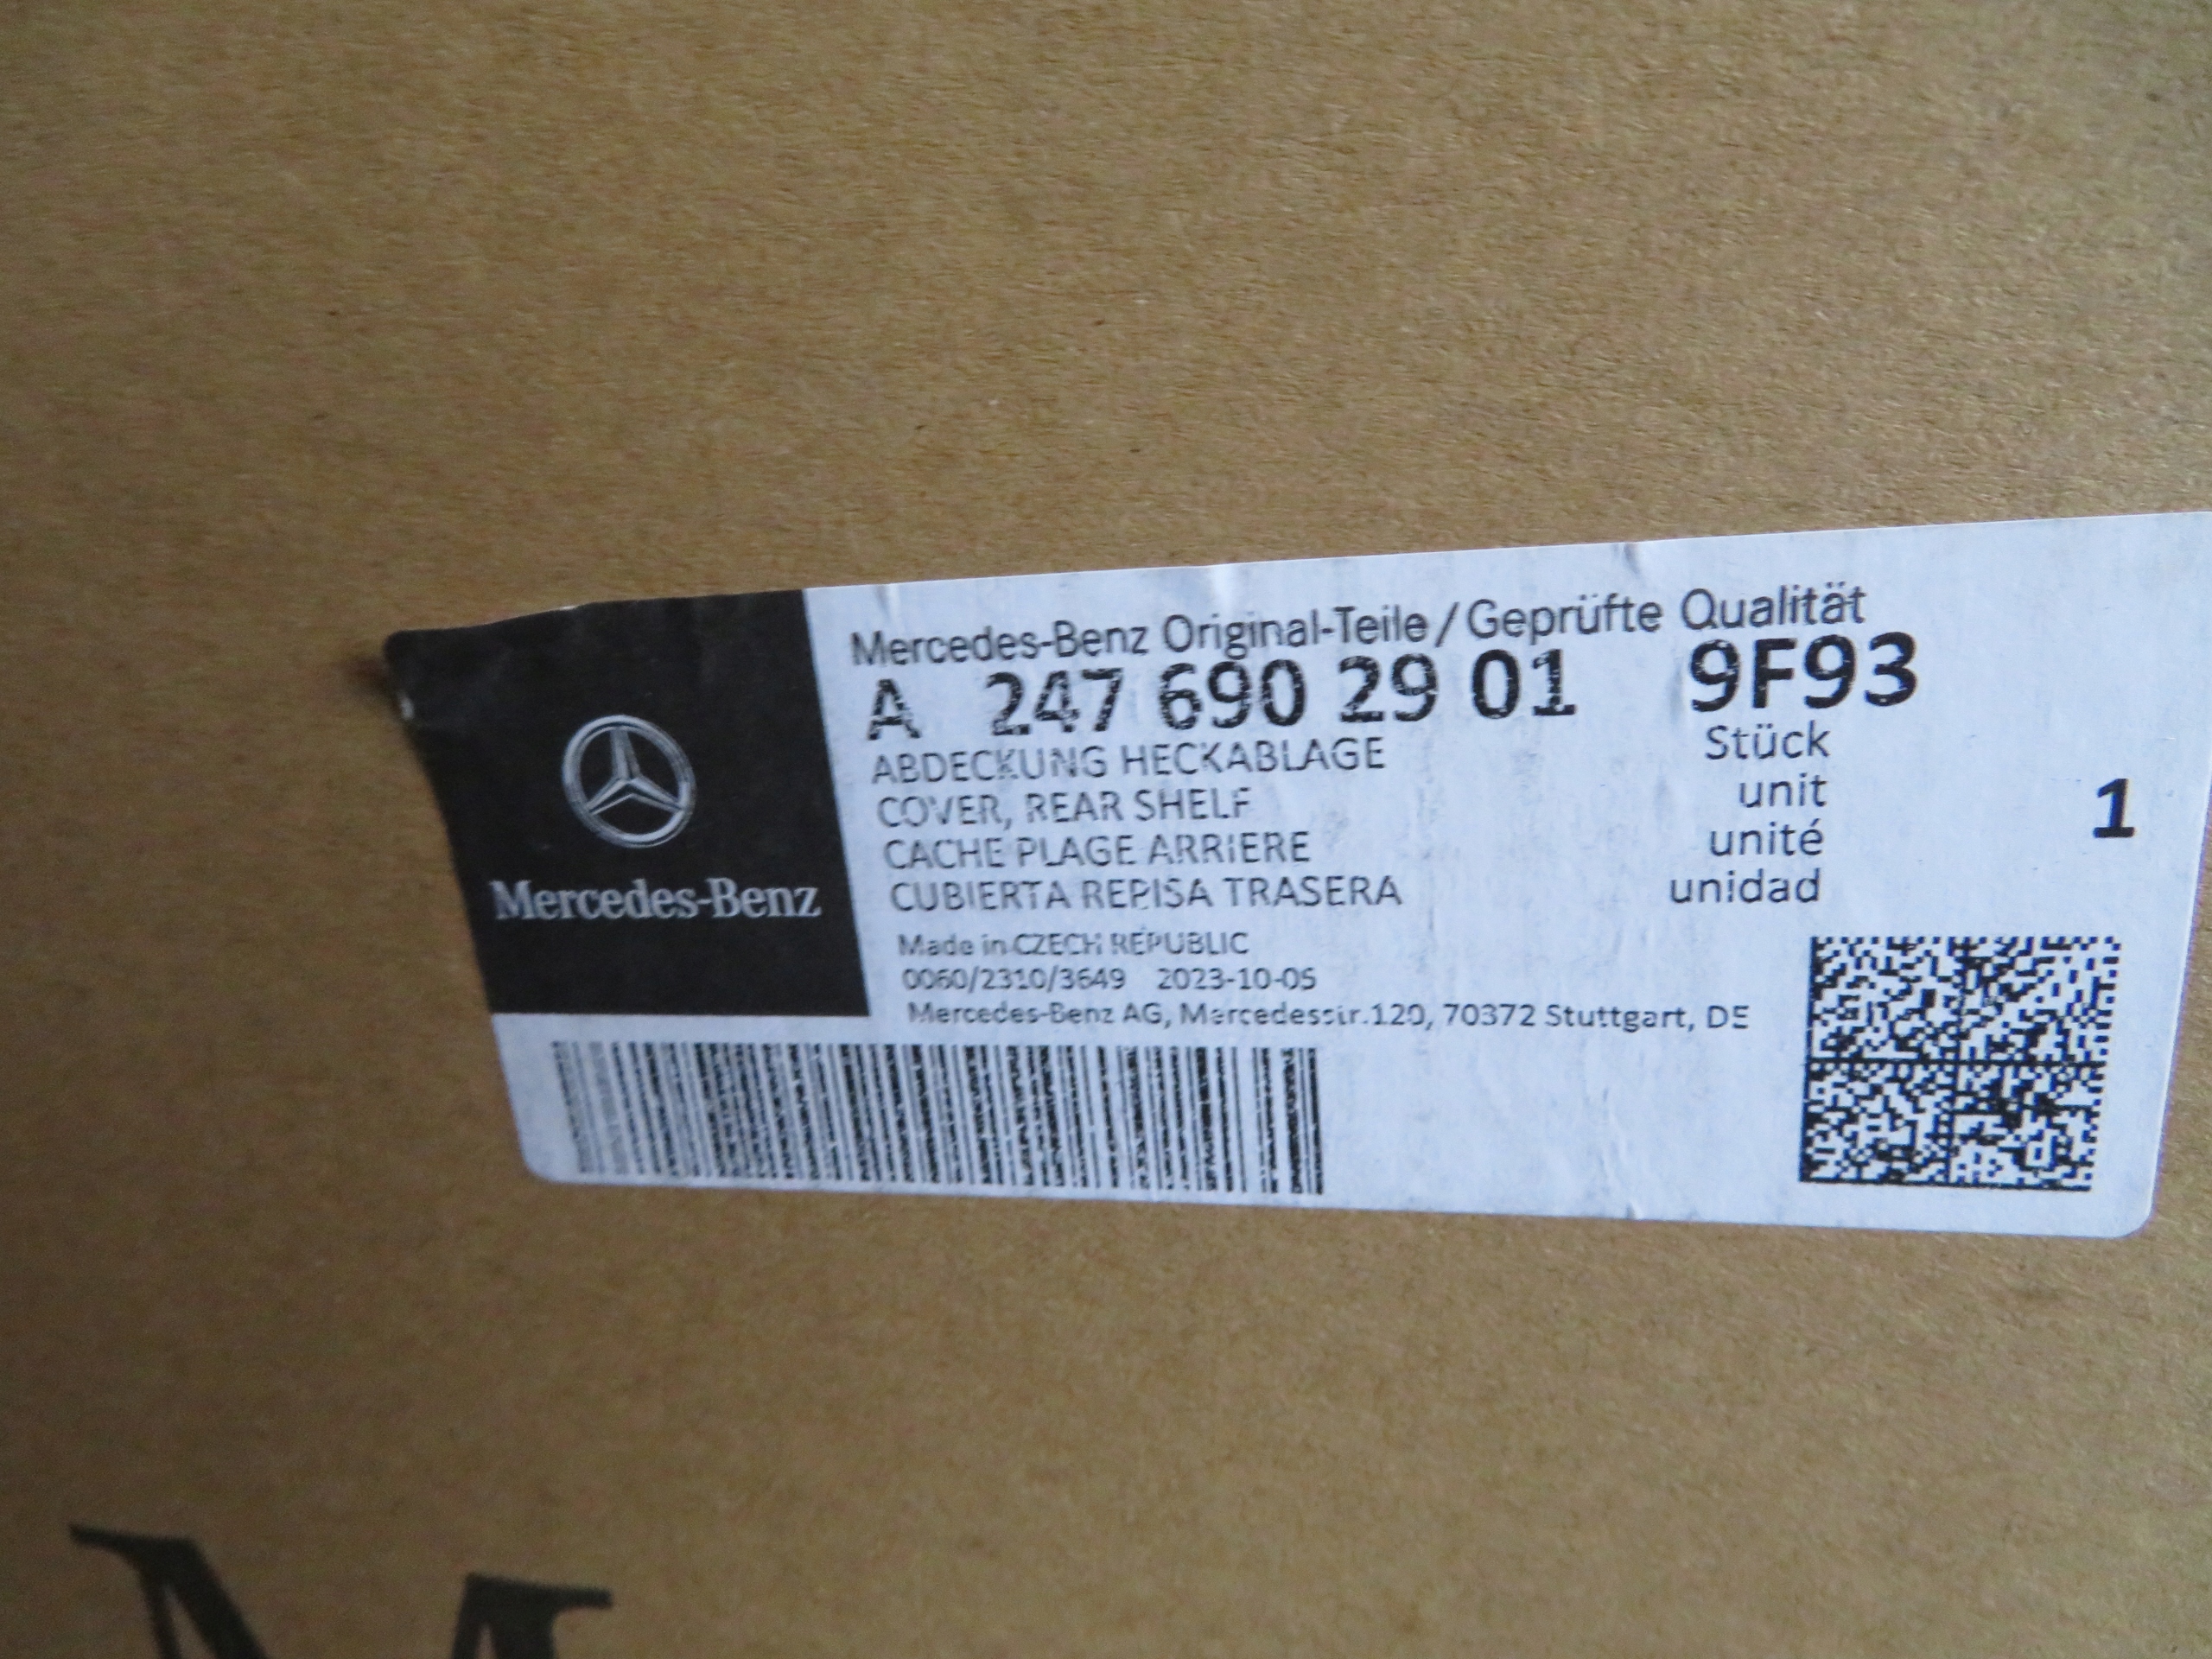 Mercedes-Benz Original-Teile / Geprüfte Qualität
A 247 690 29 01 9F93
ABDECKUNG HECKABLAGE
COVER, REAR SHELF
CACHE PLAGE ARRIERE
CUBIERTA REPISA TRASERA
Stück
unit
unité
unidad
1
Made in CZECH REPUBLIC
0060/2310/3649 2023-10-05
Mercedes-Benz AG, Mercedesstr.120, 70372 Stuttgart, DE
Mercedes-Benz